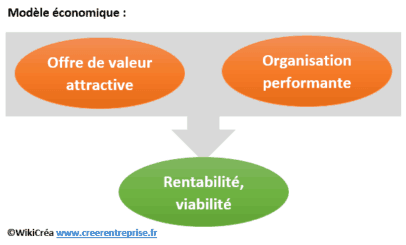 Modèle économique :
Offre de valeur
attractive
Organisation
performante
Rentabilité,
viabilité
©WikiCréa www.creerentreprise.fr